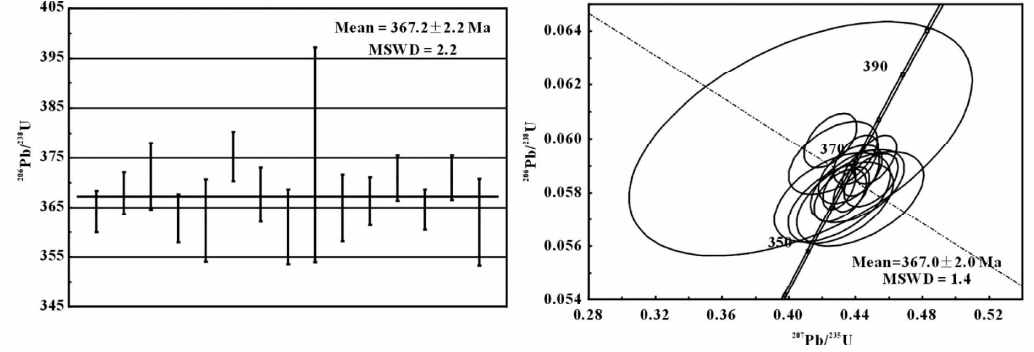 405
395
385
375
365
355
345
²⁰⁶Pb/²³⁸U
Mean = 367.2±2.2 Ma
MSWD = 2.2
0.064
0.062
0.060
0.058
0.056
0.054
²⁰⁶Pb/²³⁸U
390
370
350
Mean=367.0±2.0 Ma
MSWD = 1.4
0.28 0.32 0.36 0.40 0.44 0.48 0.52
²⁰⁷Pb/²³⁵U